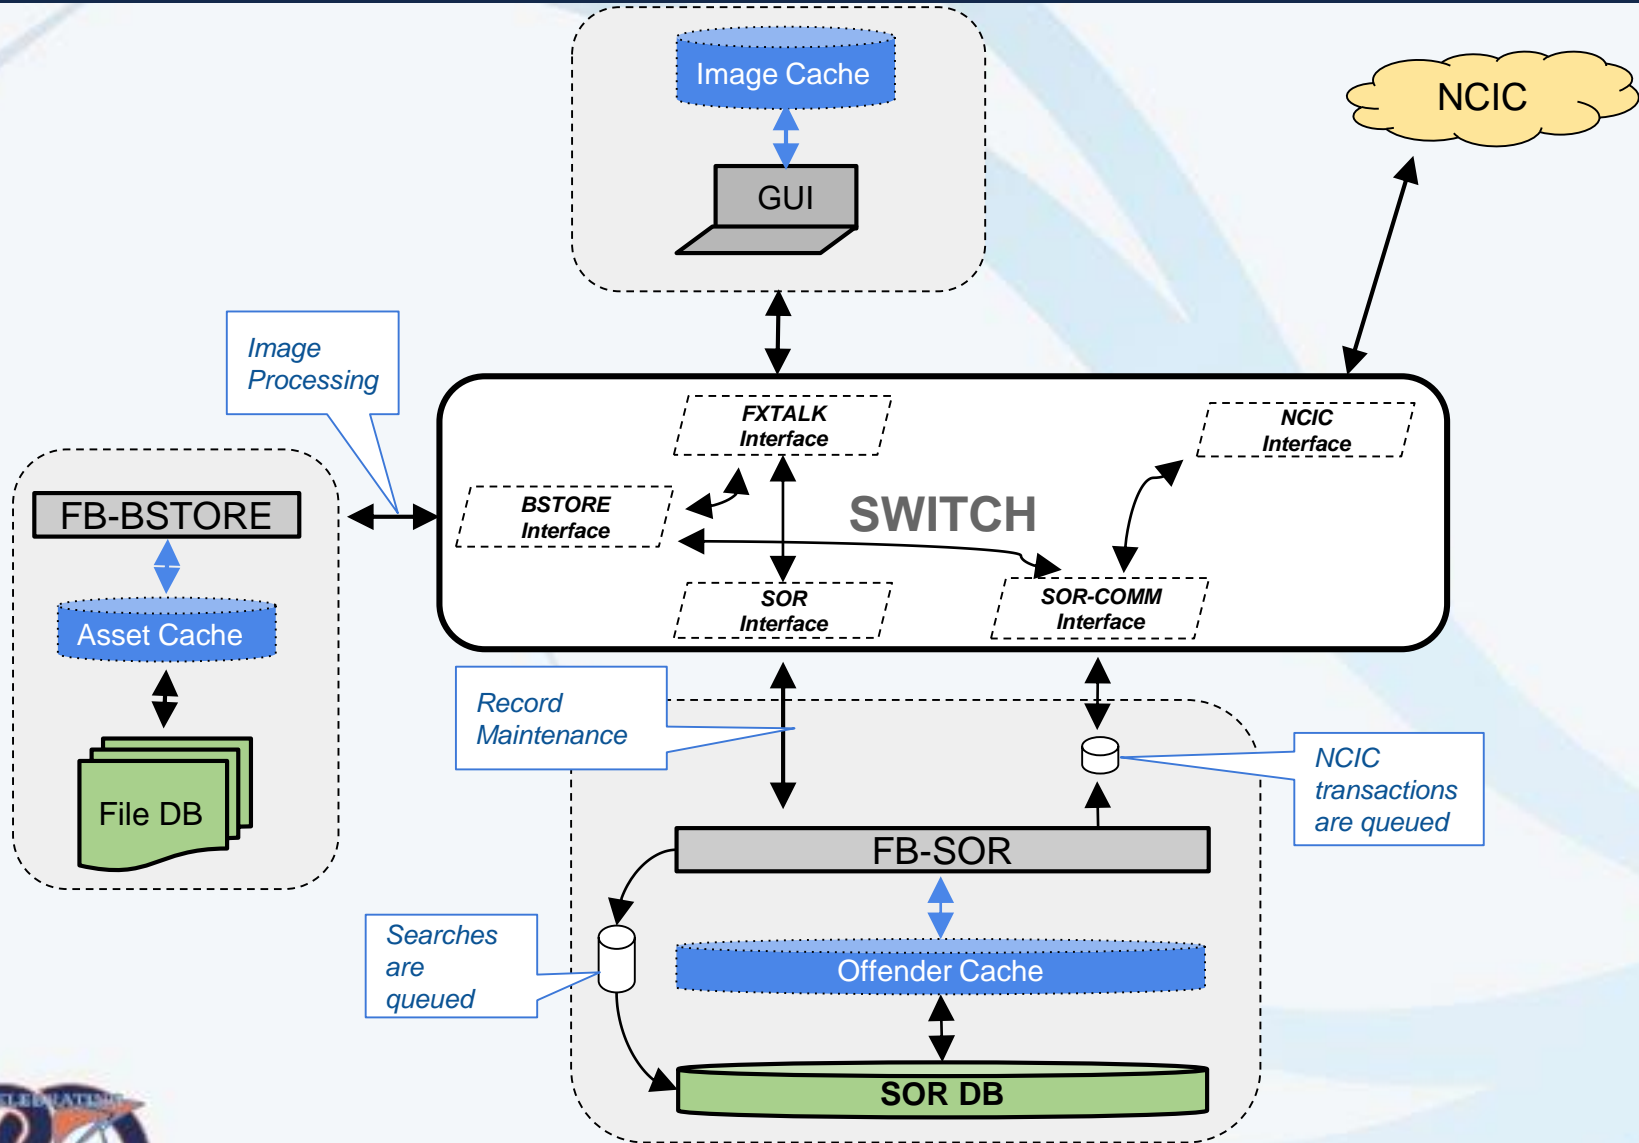 Image Cache
NCIC
GUI
Image
Processing
FXTALK
Interface
NCIC
Interface
BSTORE
Interface
SWITCH
SOR
Interface
SOR-COMM
Interface
FB-BSTORE
Asset Cache
File DB
Record
Maintenance
NCIC
transactions
are queued
FB-SOR
Searches
are
queued
Offender Cache
SOR DB